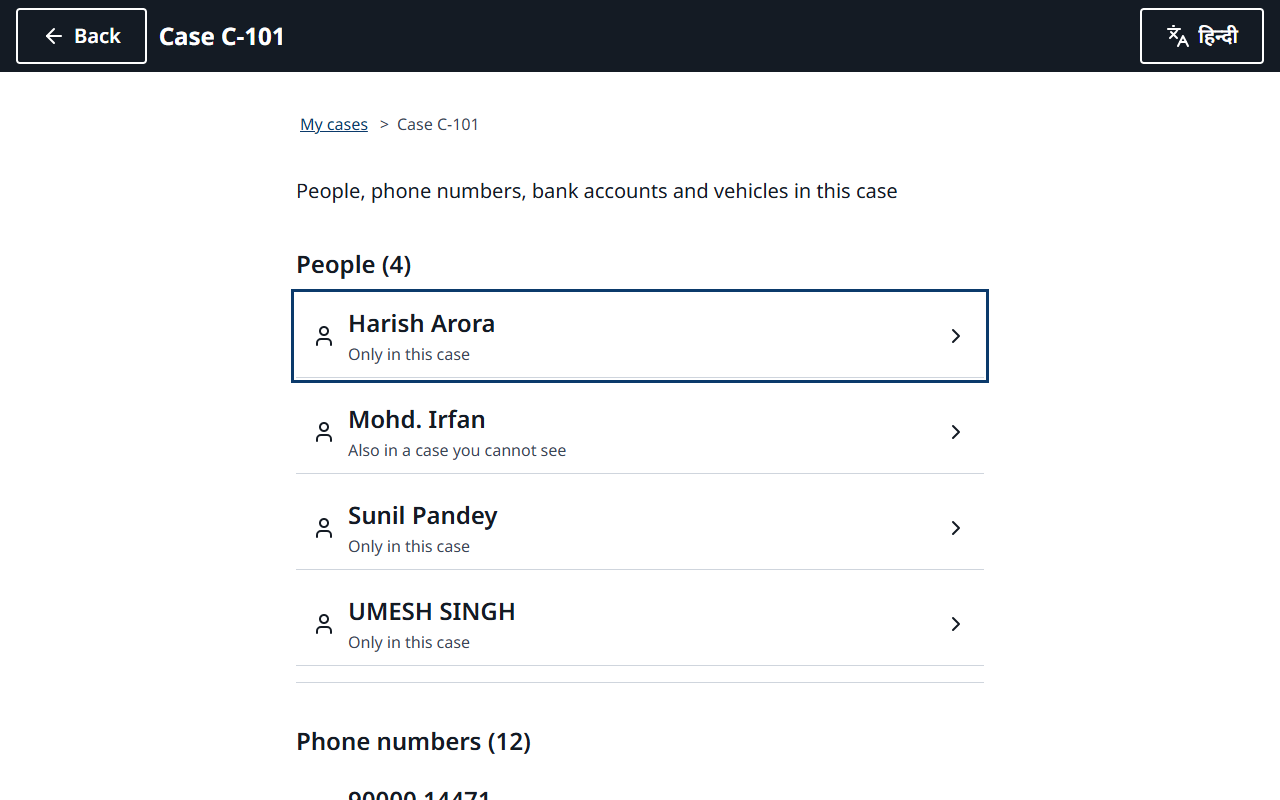 Back
Case C-101
हिन्दी
My cases > Case C-101
People, phone numbers, bank accounts and vehicles in this case
People (4)
Harish Arora
Only in this case
Mohd. Irfan
Also in a case you cannot see
Sunil Pandey
Only in this case
UMESH SINGH
Only in this case
Phone numbers (12)
90000 14471